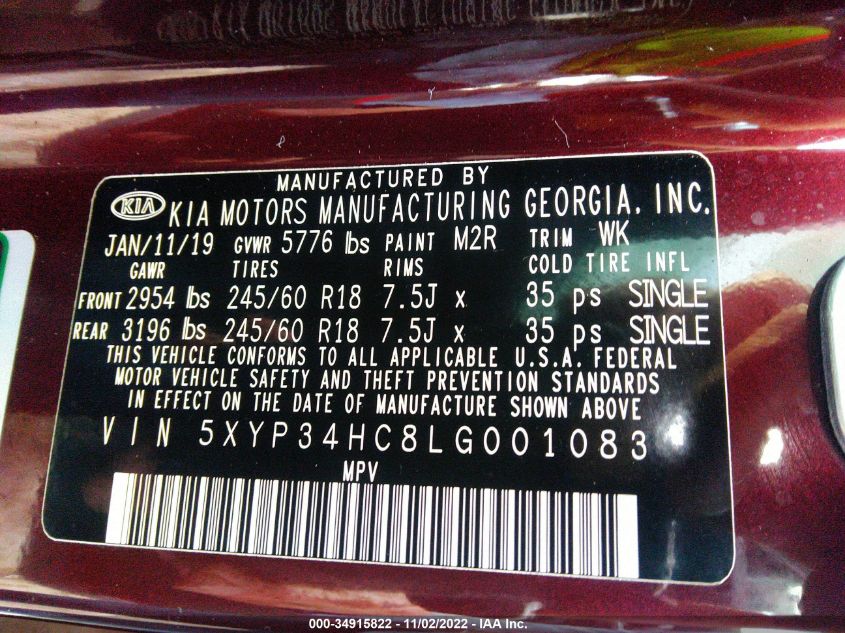 MANUFACTURED BY
KIA KIA MOTORS MANUFACTURING GEORGIA, INC.
JAN/11/19 GVWR 5776 lbs PAINT M2R TRIM WK
GAWR TIRES RIMS COLD TIRE INFL
FRONT 2954 lbs 245/60 R18 7.5J x 35 ps SINGLE
REAR 3196 lbs 245/60 R18 7.5J x 35 ps SINGLE
THIS VEHICLE CONFORMS TO ALL APPLICABLE U.S.A. FEDERAL
MOTOR VEHICLE SAFETY AND THEFT PREVENTION STANDARDS
IN EFFECT ON THE DATE OF MANUFACTURE SHOWN ABOVE
VIN 5XYP34HC8LG001083
MPV
000-34915822 - 11/02/2022 - IAA Inc.